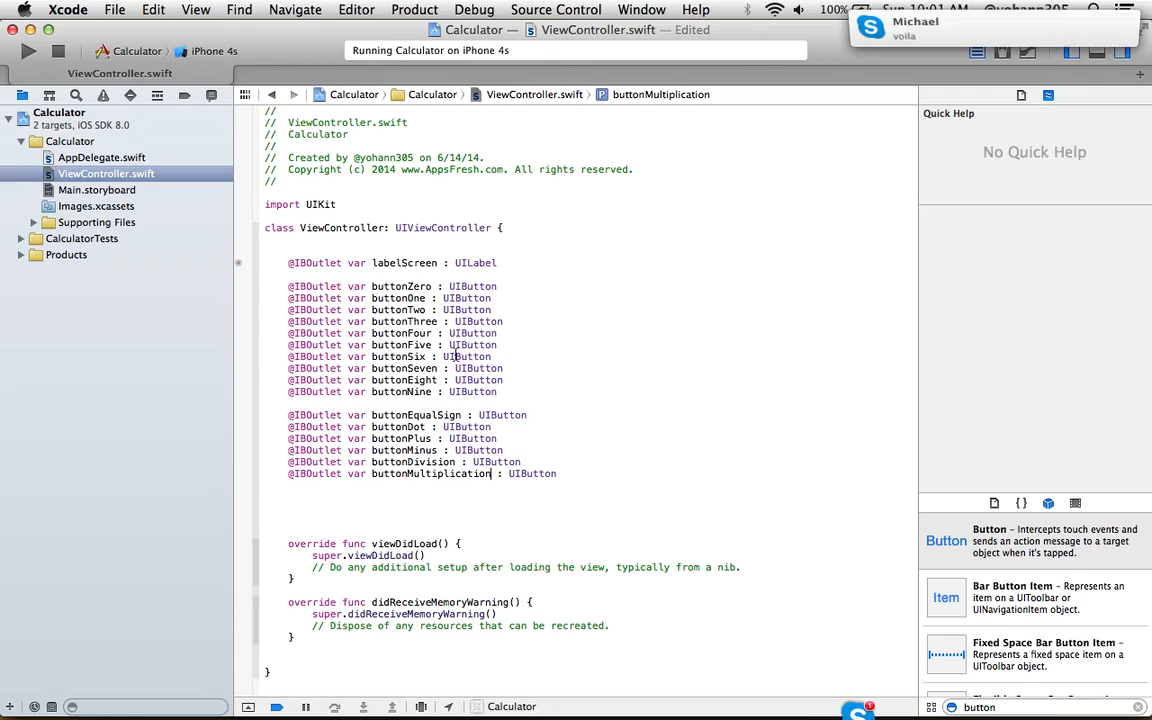 Xcode File Edit View Find Navigate Editor Product Debug Source Control Window Help 100% Sun 10:01 AM @yohann305
Michael
voila
Calculator ViewController.swift — Edited
Calculator iPhone 4s
Running Calculator on iPhone 4s
ViewController.swift
Calculator Calculator ViewController.swift P buttonMultiplication
Calculator
2 targets, iOS SDK 8.0
Calculator
AppDelegate.swift
ViewController.swift
Main.storyboard
Images.xcassets
Supporting Files
CalculatorTests
Products
//
// ViewController.swift
// Calculator
//
// Created by @yohann305 on 6/14/14.
// Copyright (c) 2014 www.AppsFresh.com. All rights reserved.
//
import UIKit
class ViewController: UIViewController {
@IBOutlet var labelScreen : UILabel
@IBOutlet var buttonZero : UIButton
@IBOutlet var buttonOne : UIButton
@IBOutlet var buttonTwo : UIButton
@IBOutlet var buttonThree : UIButton
@IBOutlet var buttonFour : UIButton
@IBOutlet var buttonFive : UIButton
@IBOutlet var buttonSix : UIButton
@IBOutlet var buttonSeven : UIButton
@IBOutlet var buttonEight : UIButton
@IBOutlet var buttonNine : UIButton
@IBOutlet var buttonEqualSign : UIButton
@IBOutlet var buttonDot : UIButton
@IBOutlet var buttonPlus : UIButton
@IBOutlet var buttonMinus : UIButton
@IBOutlet var buttonDivision : UIButton
@IBOutlet var buttonMultiplication : UIButton
override func viewDidLoad() {
super.viewDidLoad()
// Do any additional setup after loading the view, typically from a nib.
}
override func didReceiveMemoryWarning() {
super.didReceiveMemoryWarning()
// Dispose of any resources that can be recreated.
}
}
Calculator
Quick Help
No Quick Help
{ }
Button
Button – Intercepts touch events and
sends an action message to a target
object when it's tapped.
Item
Bar Button Item – Represents an
item on a UIToolbar or
UINavigationItem object.
Fixed Space Bar Button Item –
Represents a fixed space item on a
UIToolbar object.
1
button